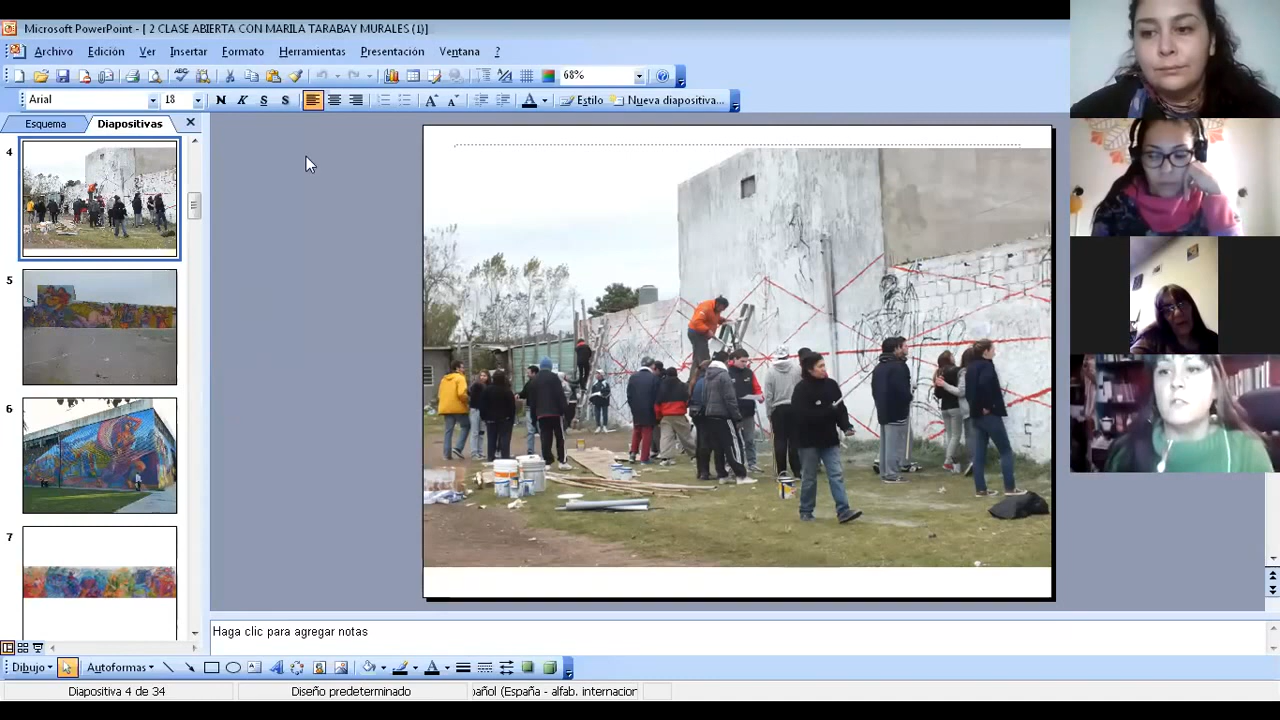 Microsoft PowerPoint - [ 2 CLASE ABIERTA CON MARILA TARABAY MURALES (1)]
Archivo Edición Ver Insertar Formato Herramientas Presentación Ventana ?
68%
Arial 18 N K S S Estilo Nueva diapositiva...
Esquema Diapositivas
4
5
6
7
Haga clic para agregar notas
Dibujo Autoformas
Diapositiva 4 de 34 Diseño predeterminado añol (España - alfab. internacion